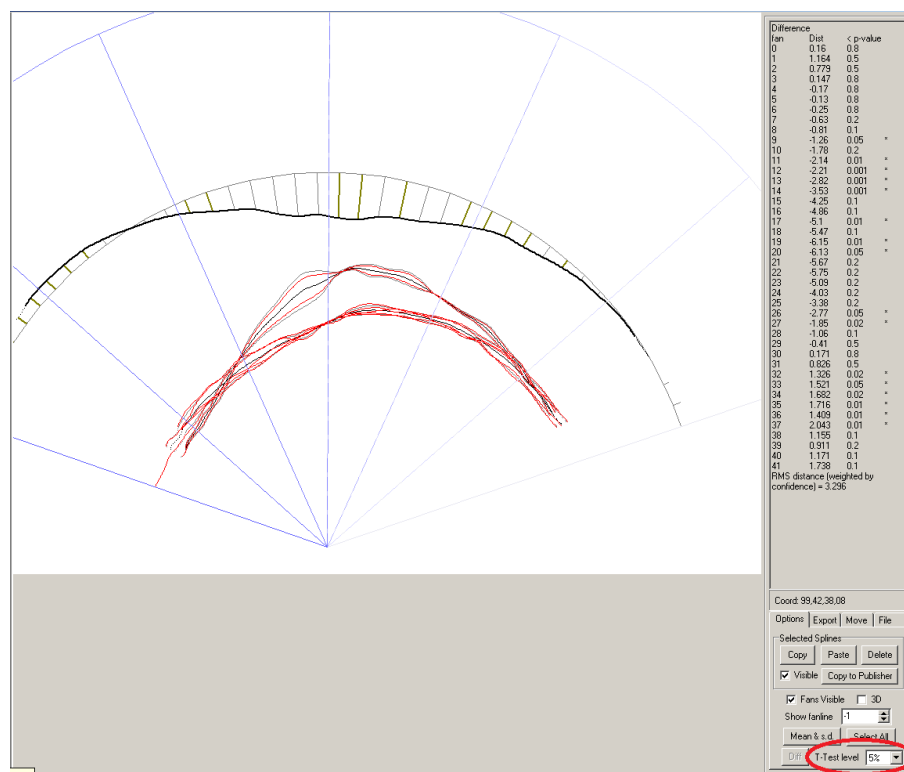 Difference
fan Dist < p-value
0 0.16 0.8
1 1.164 0.5
2 0.779 0.5
3 0.147 0.8
4 -0.17 0.8
5 -0.13 0.8
6 -0.25 0.8
7 -0.63 0.2
8 -0.81 0.1
9 -1.26 0.05 *
10 -1.78 0.2
11 -2.14 0.01 *
12 -2.21 0.001 *
13 -2.82 0.001 *
14 -3.53 0.001 *
15 -4.25 0.1
16 -4.86 0.1
17 -5.1 0.01 *
18 -5.47 0.1
19 -6.15 0.01 *
20 -6.13 0.05 *
21 -5.67 0.2
22 -5.75 0.2
23 -5.09 0.2
24 -4.03 0.2
25 -3.38 0.2
26 -2.77 0.05 *
27 -1.85 0.02 *
28 -1.06 0.1
29 -0.41 0.5
30 0.171 0.8
31 0.826 0.5
32 1.326 0.02 *
33 1.521 0.05 *
34 1.682 0.02 *
35 1.716 0.01 *
36 1.409 0.01 *
37 2.043 0.01 *
38 1.155 0.1
39 0.911 0.2
40 1.171 0.1
41 1.738 0.1
RMS distance (weighted by
confidence) = 3.296
Coord: 99,42,38,08
Options Export Move File
Selected Splines
Copy Paste Delete
Visible Copy to Publisher
Fans Visible 3D
Show fanline -1
Mean & s.d. Select All
Diff T-Test level 5%